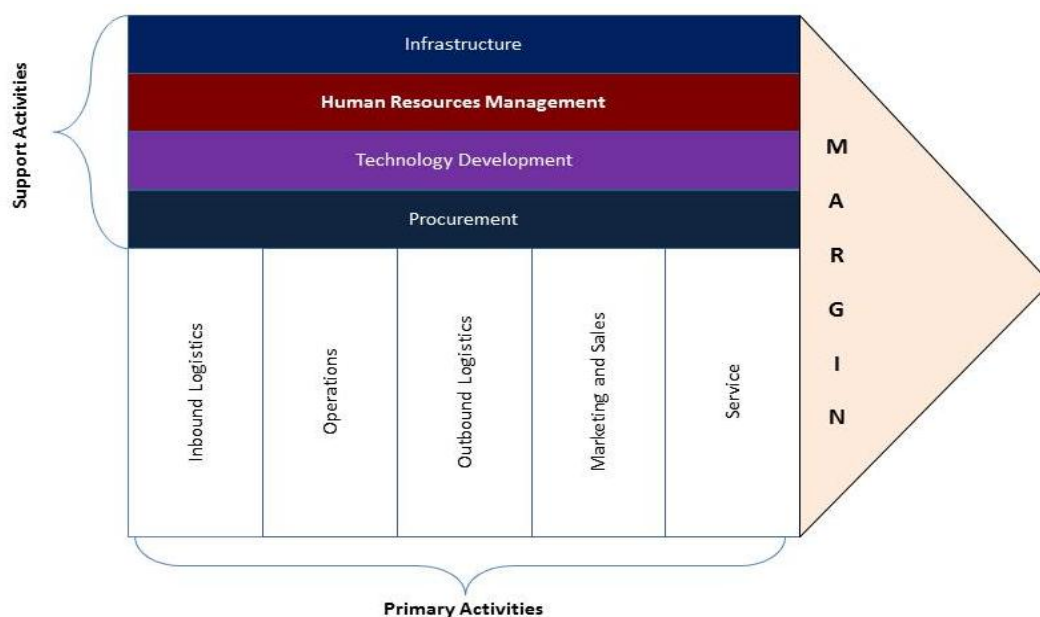 Support Activities
Infrastructure
Human Resources Management
Technology Development
Procurement
Inbound Logistics
Operations
Outbound Logistics
Marketing and Sales
Service
MARGIN
Primary Activities